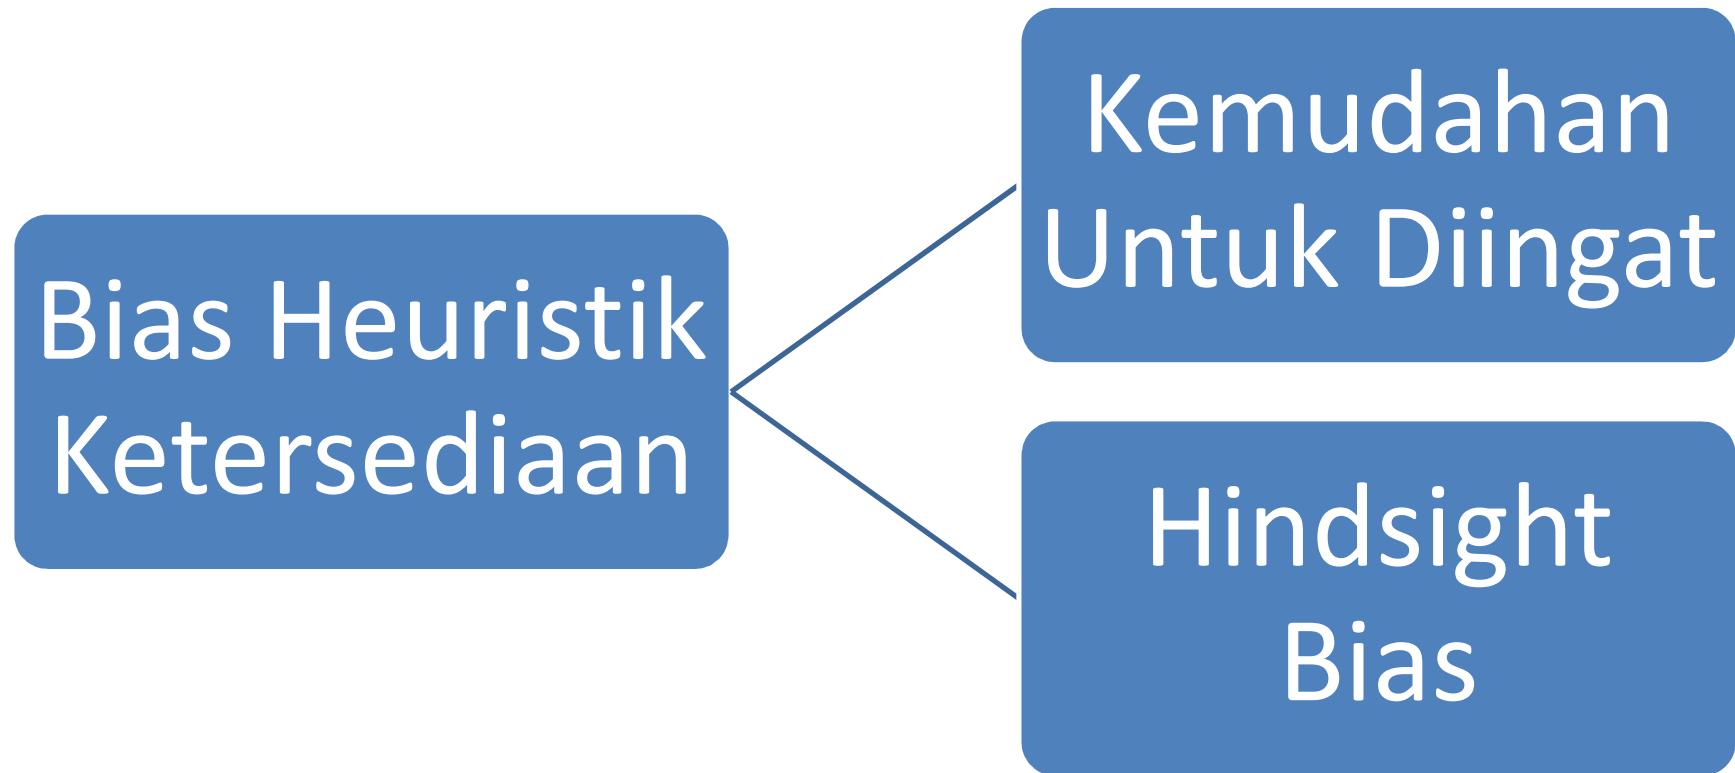 Bias Heuristik
Ketersediaan
Kemudahan
Untuk Diingat
Hindsight
Bias